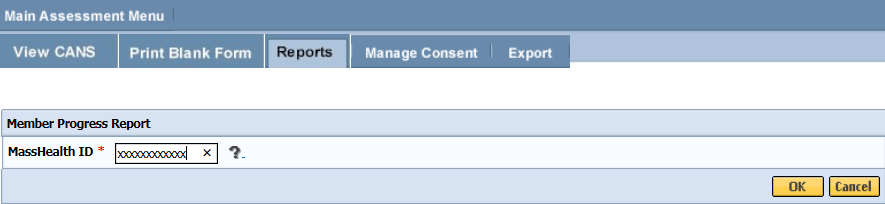 Main Assessment Menu
View CANS Print Blank Form Reports Manage Consent Export
Member Progress Report
MassHealth ID * xxxxxxxxxxxx × ?
OK Cancel